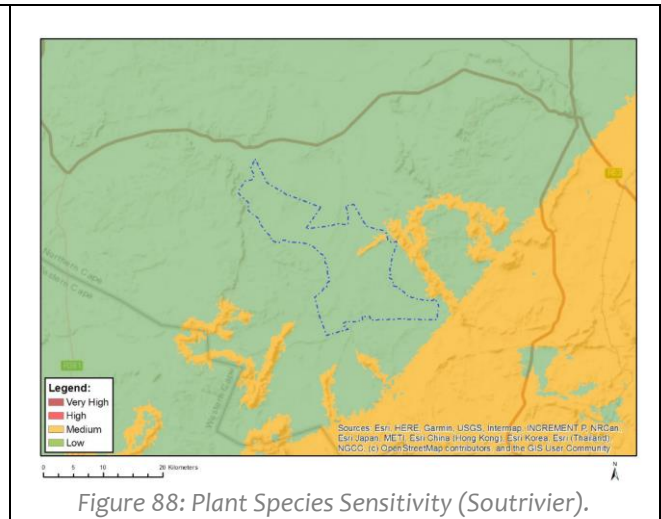 Northern Cape
Western Cape
Western Cape
Legend:
Very High
High
Medium
Low
Sources: Esri, HERE, Garmin, USGS, Intermap, INCREMENT P, NRCan,
Esri Japan, METI, Esri China (Hong Kong), Esri Korea, Esri (Thailand),
NGCC, (c) OpenStreetMap contributors, and the GIS User Community
0 5 10 20 Kilometers
N
Figure 88: Plant Species Sensitivity (Soutrivier).